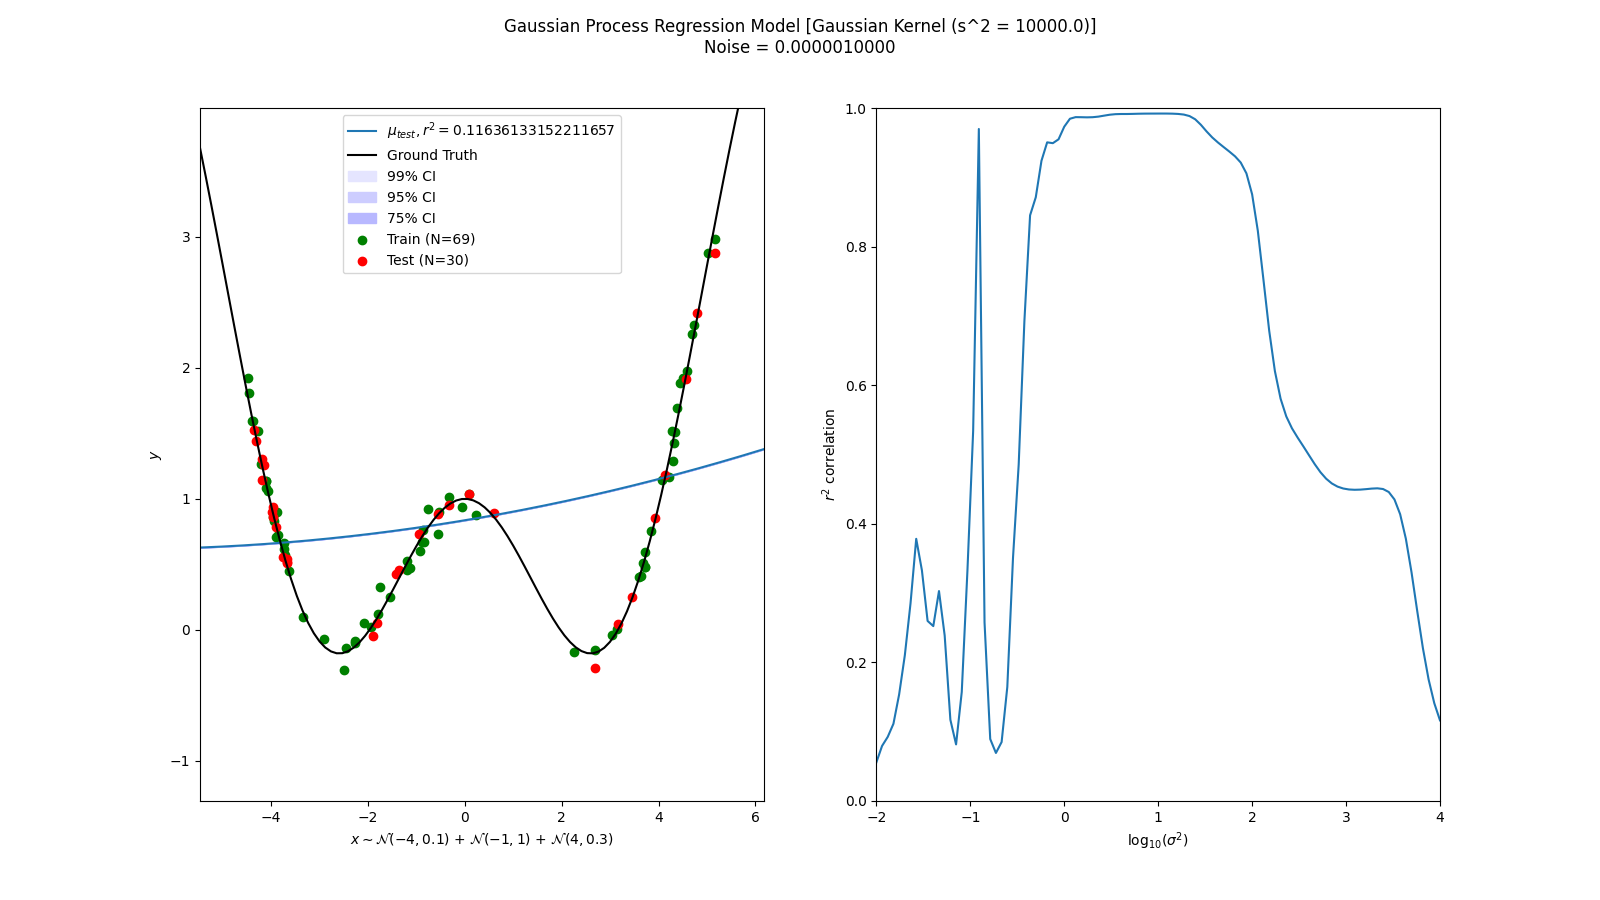 Gaussian Process Regression Model [Gaussian Kernel (s^2 = 10000.0)]
Noise = 0.0000010000
μ_test, r² = 0.11636133152211657
Ground Truth
99% CI
95% CI
75% CI
Train (N=69)
Test (N=30)
3
2
1
0
−1
y
−4 −2 0 2 4 6
x ~ 𝒩(−4, 0.1) + 𝒩(−1, 1) + 𝒩(4, 0.3)
1.0
0.8
0.6
0.4
0.2
0.0
r² correlation
−2 −1 0 1 2 3 4
log₁₀(σ²)